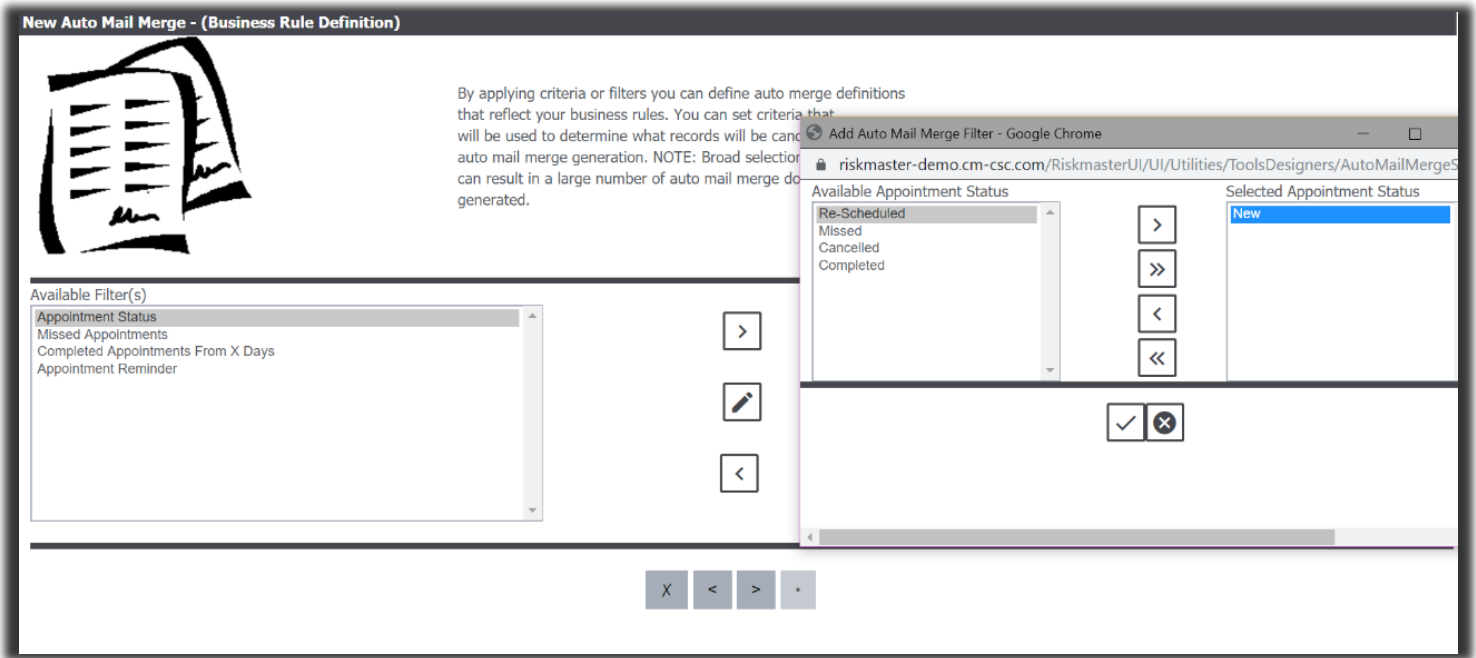 New Auto Mail Merge - (Business Rule Definition)
By applying criteria or filters you can define auto merge definitions
that reflect your business rules. You can set criteria that
will be used to determine what records will be
auto mail merge generation. NOTE: Broad selection
can result in a large number of auto mail merge
generated.
Available Filter(s)
Appointment Status
Missed Appointments
Completed Appointments From X Days
Appointment Reminder
X < >
Add Auto Mail Merge Filter - Google Chrome
riskmaster-demo.cm-csc.com/RiskmasterUI/UI/Utilities/ToolsDesigners/AutoMailMergeS
Available Appointment Status
Re-Scheduled
Missed
Cancelled
Completed
Selected Appointment Status
New